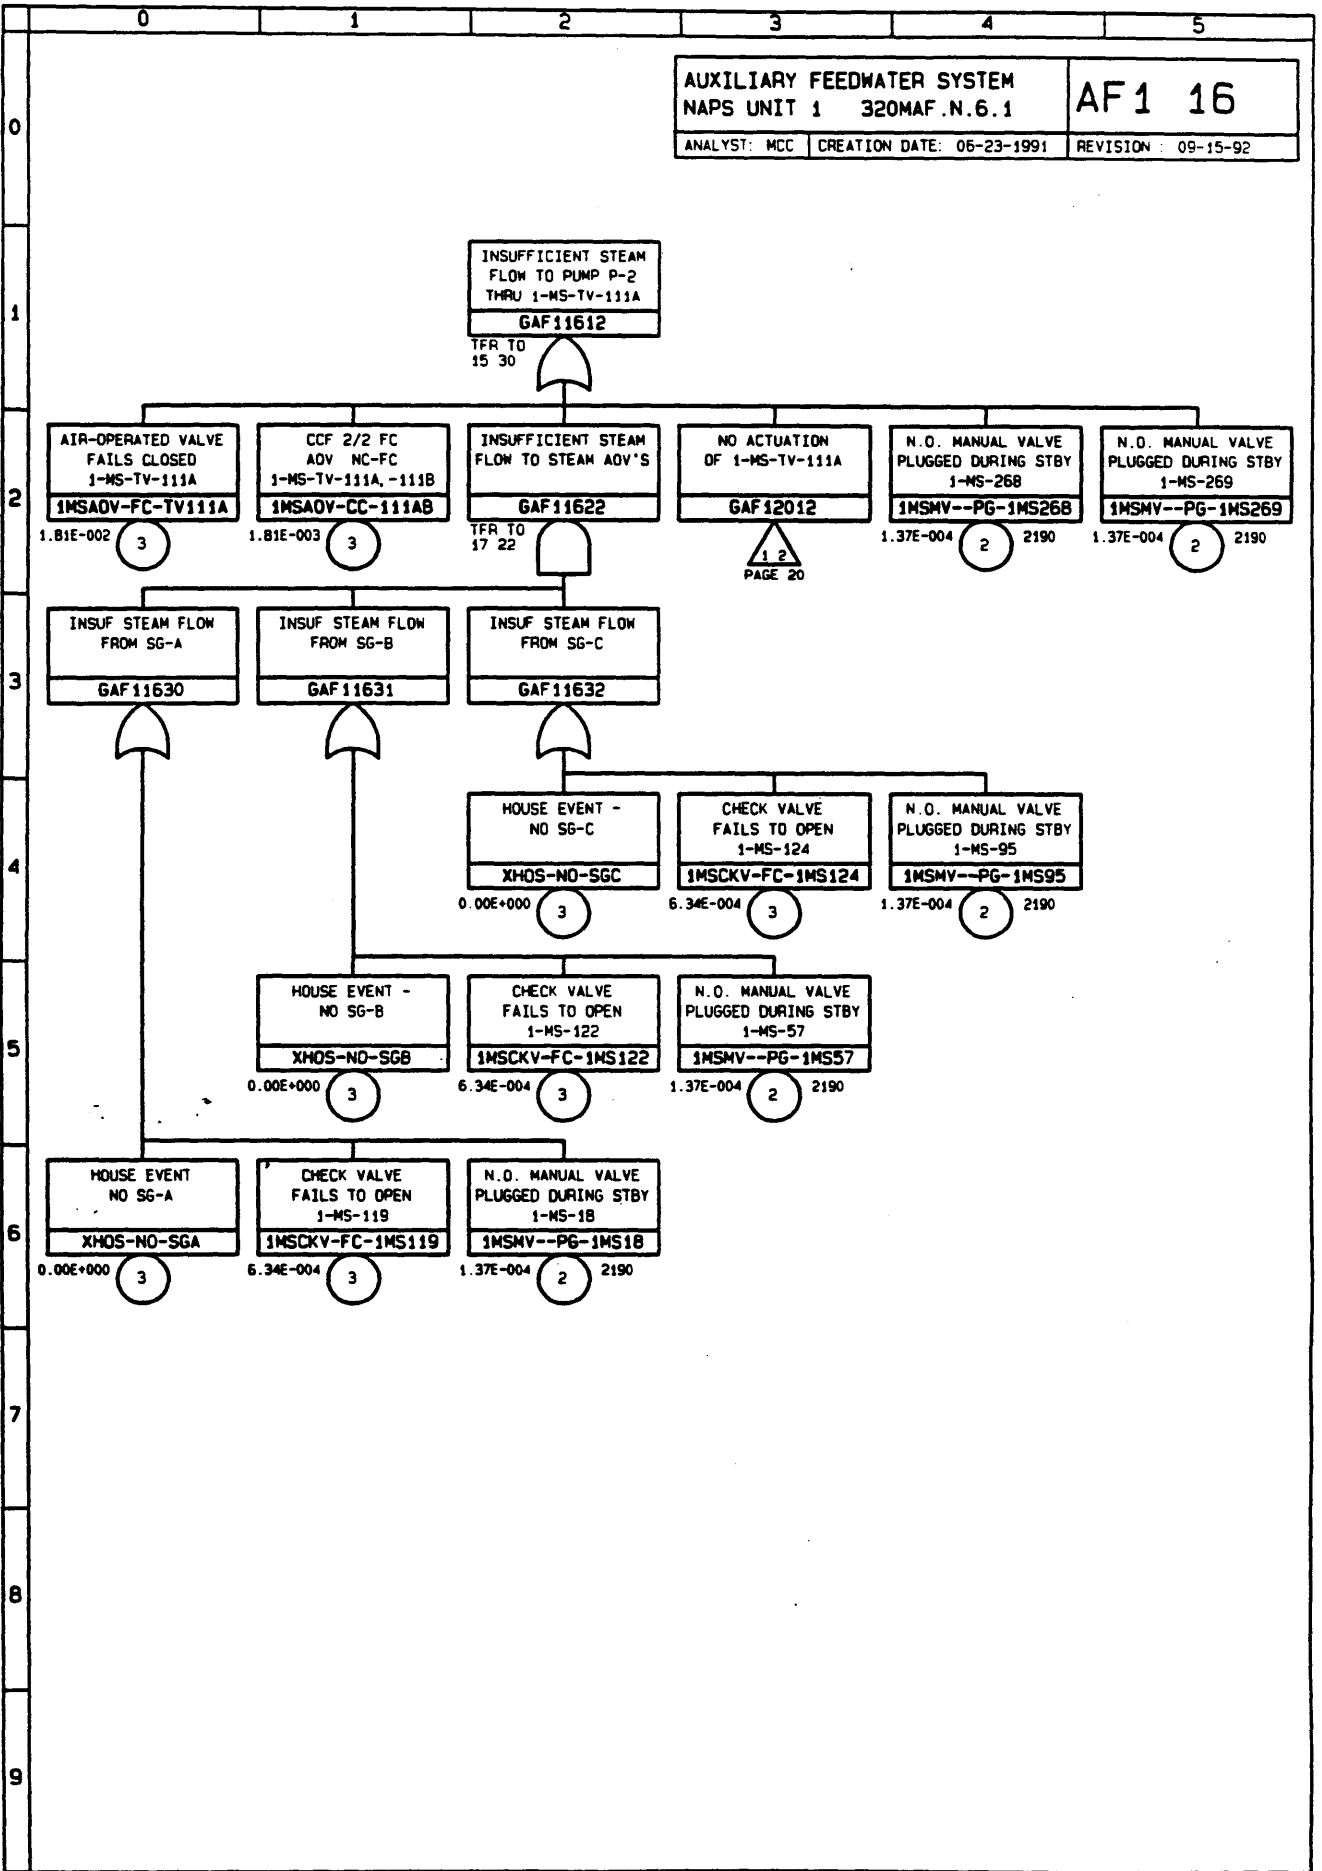 0 1 2 3 4 5
AUXILIARY FEEDWATER SYSTEM
NAPS UNIT 1 320MAF.N.6.1
AF1 16
ANALYST: MCC CREATION DATE: 06-23-1991 REVISION : 09-15-92
0
INSUFFICIENT STEAM
FLOW TO PUMP P-2
THRU 1-MS-TV-111A
GAF11612
TFR TO
15 30
1
AIR-OPERATED VALVE
FAILS CLOSED
1-MS-TV-111A
1MSAOV-FC-TV111A
1.81E-002
3
CCF 2/2 FC
AOV NC-FC
1-MS-TV-111A,-111B
1MSAOV-CC-111AB
1.81E-003
3
INSUFFICIENT STEAM
FLOW TO STEAM AOV'S
GAF11622
TFR TO
17 22
NO ACTUATION
OF 1-MS-TV-111A
GAF12012
1 2
PAGE 20
N.O. MANUAL VALVE
PLUGGED DURING STBY
1-MS-268
1MSMV--PG-1MS268
1.37E-004
2
2190
N.O. MANUAL VALVE
PLUGGED DURING STBY
1-MS-269
1MSMV--PG-1MS269
1.37E-004
2
2190
2
INSUF STEAM FLOW
FROM SG-A
GAF11630
INSUF STEAM FLOW
FROM SG-B
GAF11631
INSUF STEAM FLOW
FROM SG-C
GAF11632
3
HOUSE EVENT -
NO SG-C
XHOS-NO-SGC
0.00E+000
3
CHECK VALVE
FAILS TO OPEN
1-MS-124
1MSCKV-FC-1MS124
6.34E-004
3
N.O. MANUAL VALVE
PLUGGED DURING STBY
1-MS-95
1MSMV--PG-1MS95
1.37E-004
2
2190
4
HOUSE EVENT -
NO SG-B
XHOS-NO-SGB
0.00E+000
3
CHECK VALVE
FAILS TO OPEN
1-MS-122
1MSCKV-FC-1MS122
6.34E-004
3
N.O. MANUAL VALVE
PLUGGED DURING STBY
1-MS-57
1MSMV--PG-1MS57
1.37E-004
2
2190
5
HOUSE EVENT
NO SG-A
XHOS-NO-SGA
0.00E+000
3
CHECK VALVE
FAILS TO OPEN
1-MS-119
1MSCKV-FC-1MS119
6.34E-004
3
N.O. MANUAL VALVE
PLUGGED DURING STBY
1-MS-18
1MSMV--PG-1MS18
1.37E-004
2
2190
6
7
8
9